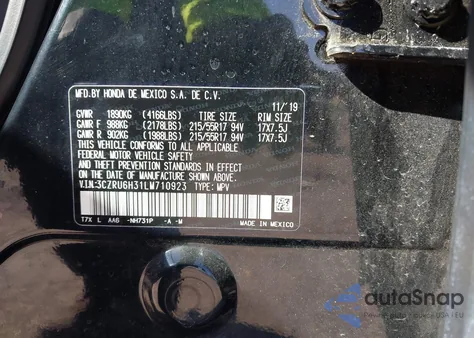 MFD.BY HONDA DE MEXICO S.A. DE C.V.
11/'19
GVWR 1890KG (4166LBS) TIRE SIZE RIM SIZE
GAWR F 988KG (2178LBS) 215/55R17 94V 17X7.5J
GAWR R 902KG (1988LBS) 215/55R17 94V 17X7.5J
THIS VEHICLE CONFORMS TO ALL APPLICABLE
FEDERAL MOTOR VEHICLE SAFETY, BUMPER
AND THEFT PREVENTION STANDARDS IN EFFECT
ON THE DATE OF MANUFACTURE SHOWN ABOVE.
V.I.N:3CZRU6H31LM710923 TYPE: MPV
T7X L AA6 -NH731P -A -M
MADE IN MEXICO
autoSnap